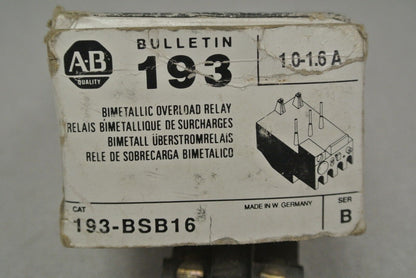 A-B
QUALITY
BULLETIN
193
1.0-1.6 A
BIMETALLIC OVERLOAD RELAY
RELAIS BIMETALLIQUE DE SURCHARGES
BIMETALL ÜBERSTROMRELAIS
RELE DE SOBRECARGA BIMETALICO
MADE IN W. GERMANY
CAT
193-BSB16
SER
B